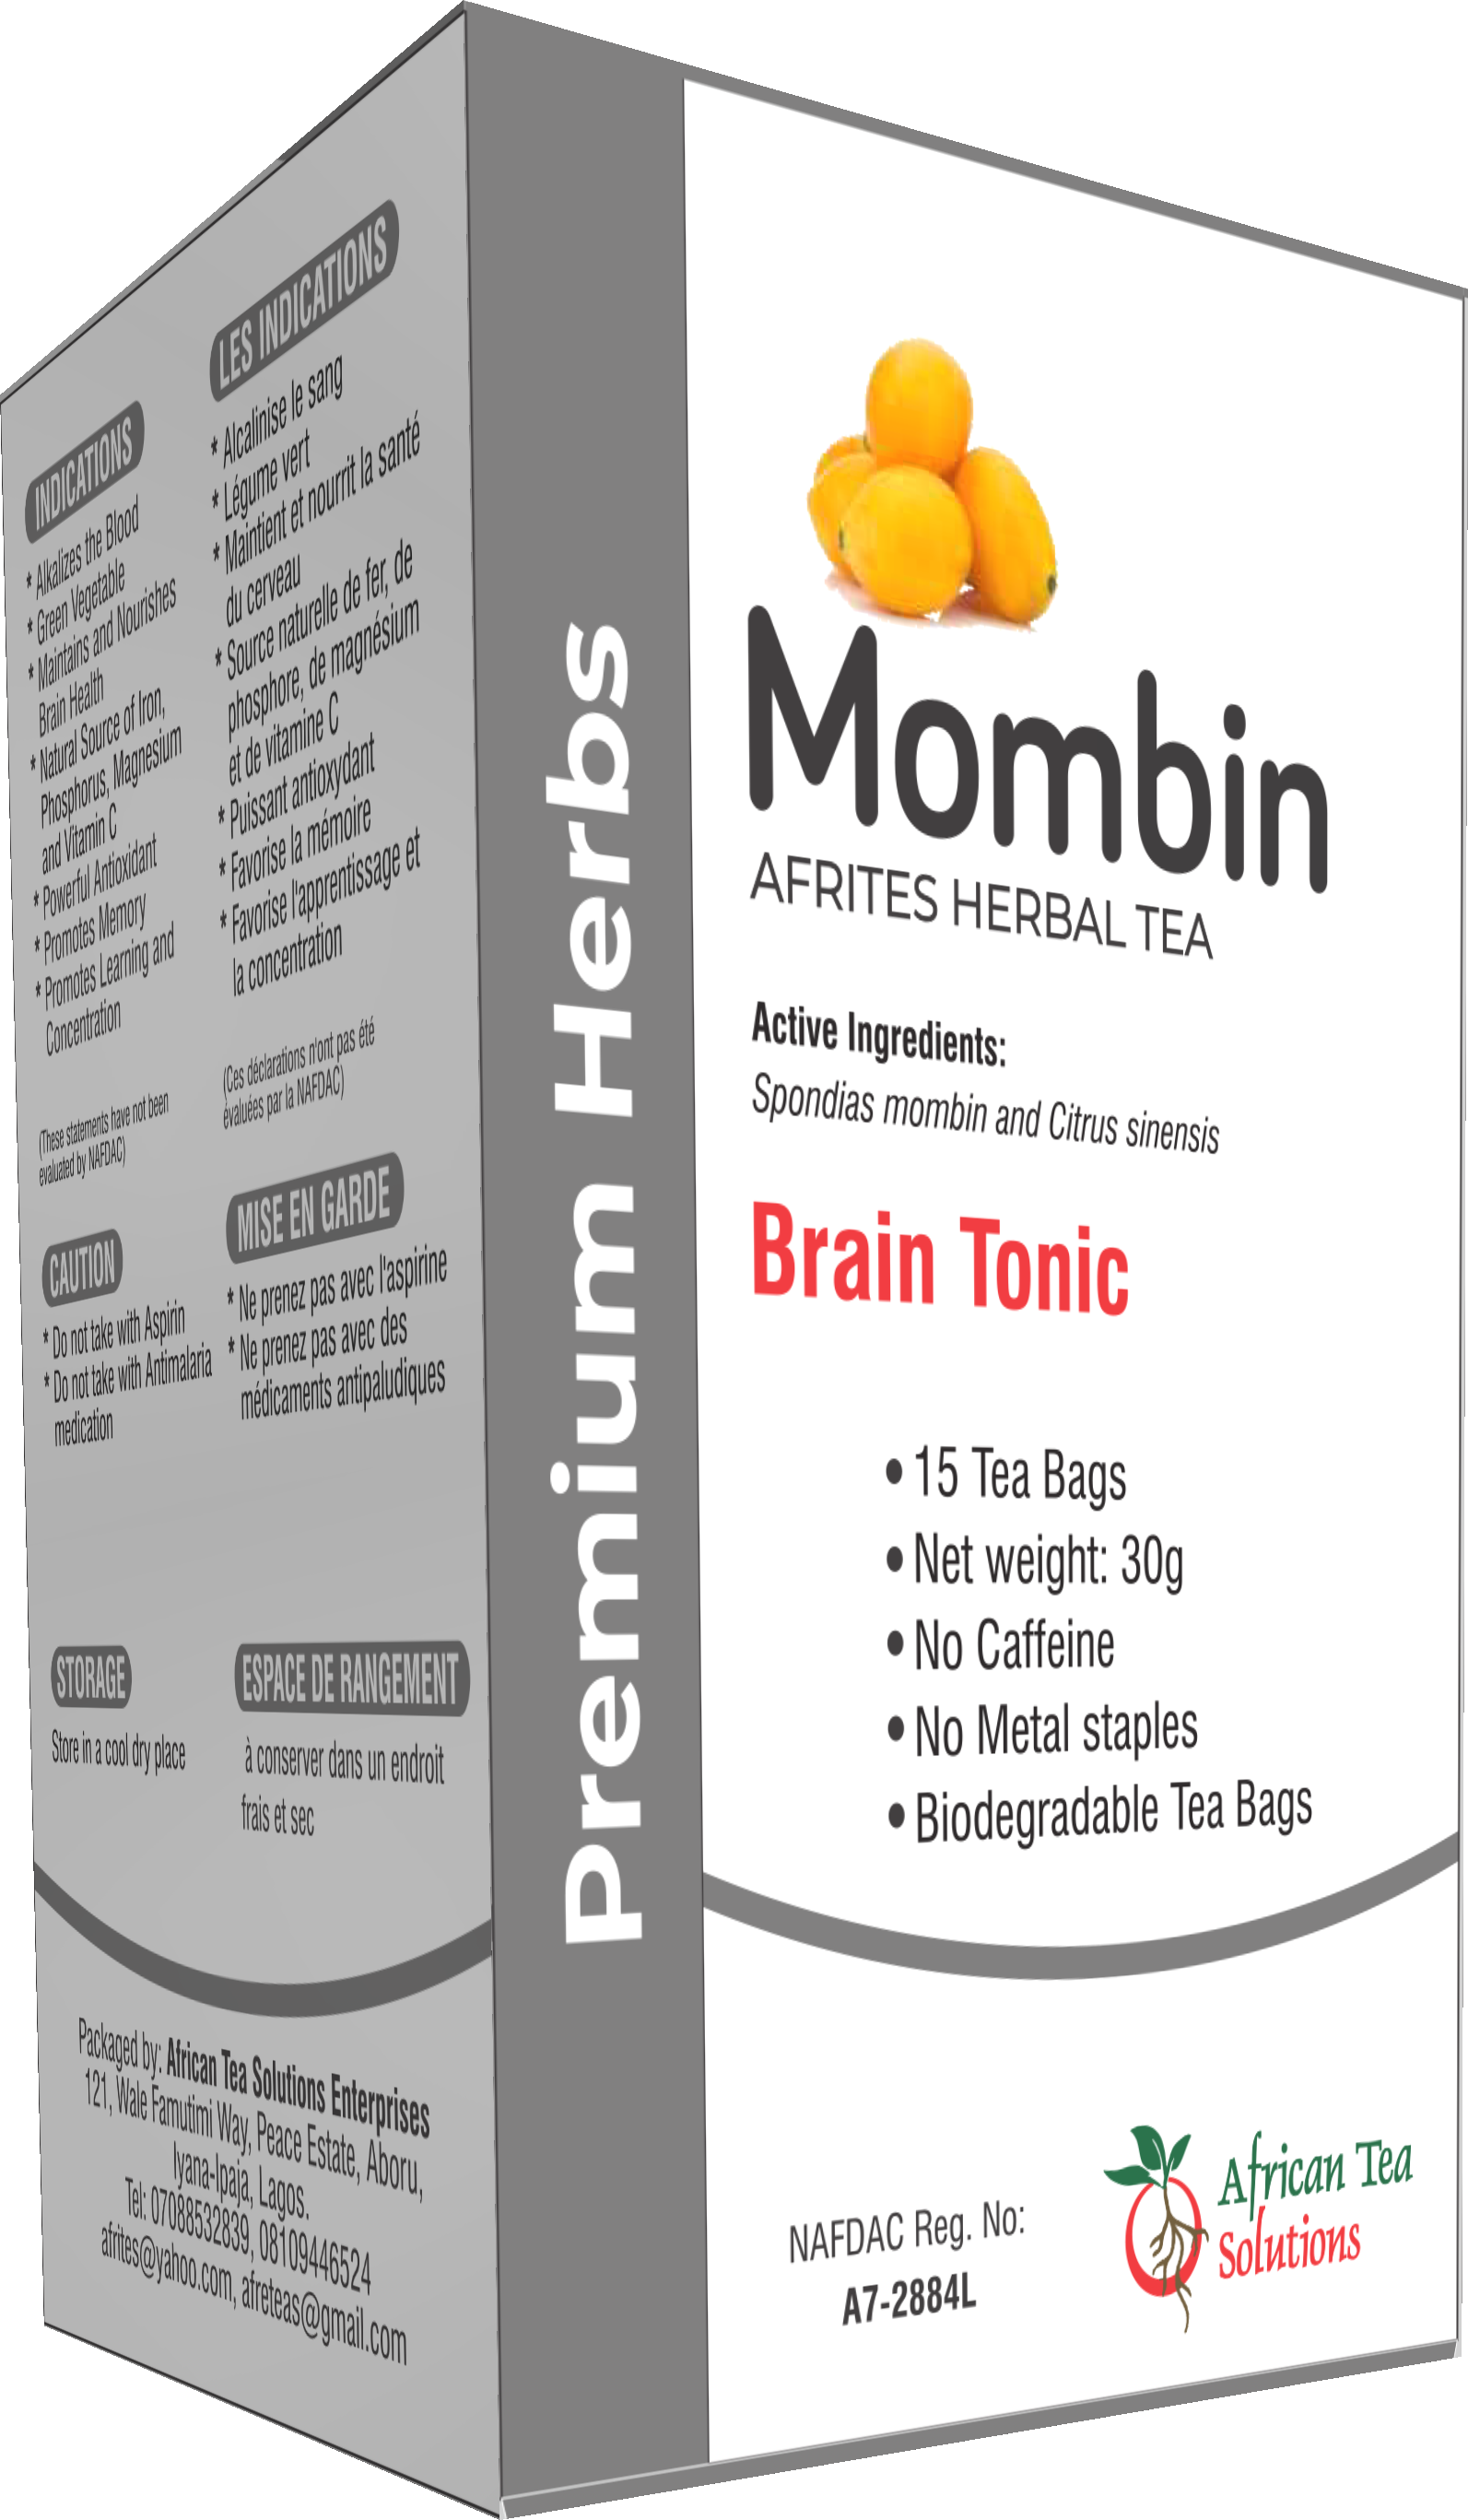 INDICATIONS
* Alkalizes the Blood
* Green Vegetable
* Maintains and Nourishes
Brain Health
* Natural Source of Iron,
Phosphorus, Magnesium
and Vitamin C
* Powerful Antioxidant
* Promotes Memory
* Promotes Learning and
Concentration
(These statements have not been
evaluated by NAFDAC)
CAUTION
* Do not take with Aspirin
* Do not take with Antimalaria
medication
STORAGE
Store in a cool dry place
LES INDICATIONS
* Alcalinise le sang
* Légume vert
* Maintient et nourrit la santé
du cerveau
* Source naturelle de fer, de
phosphore, de magnésium
et de vitamine C
* Puissant antioxydant
* Favorise la mémoire
* Favorise l'apprentissage et
la concentration
(Ces déclarations n'ont pas été
évaluées par la NAFDAC)
MISE EN GARDE
* Ne prenez pas avec l'aspirine
* Ne prenez pas avec des
médicaments antipaludiques
ESPACE DE RANGEMENT
à conserver dans un endroit
frais et sec
Packaged by: African Tea Solutions Enterprises
121, Wale Famutimi Way, Peace Estate, Aboru,
Iyana-Ipaja, Lagos.
Tel: 07088532839, 08109446524
afrites@yahoo.com, afreteas@gmail.com
Premium Herbs
Mombin
AFRITES HERBAL TEA
Active Ingredients:
Spondias mombin and Citrus sinensis
Brain Tonic
• 15 Tea Bags
• Net weight: 30g
• No Caffeine
• No Metal staples
• Biodegradable Tea Bags
NAFDAC Reg. No:
A7-2884L
African Tea
Solutions